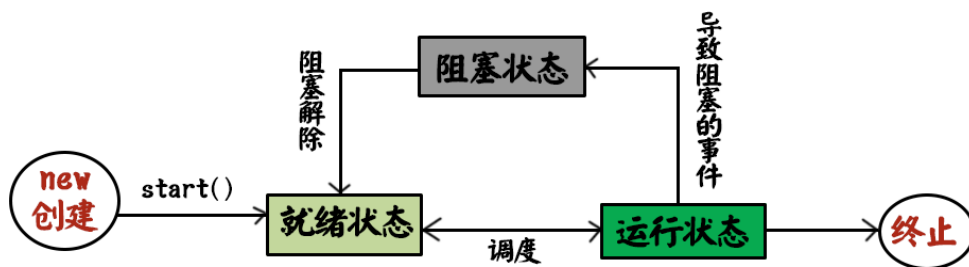 导致阻塞的事件
阻塞状态
阻塞解除
new
创建
start()
就绪状态
调度
运行状态
终止